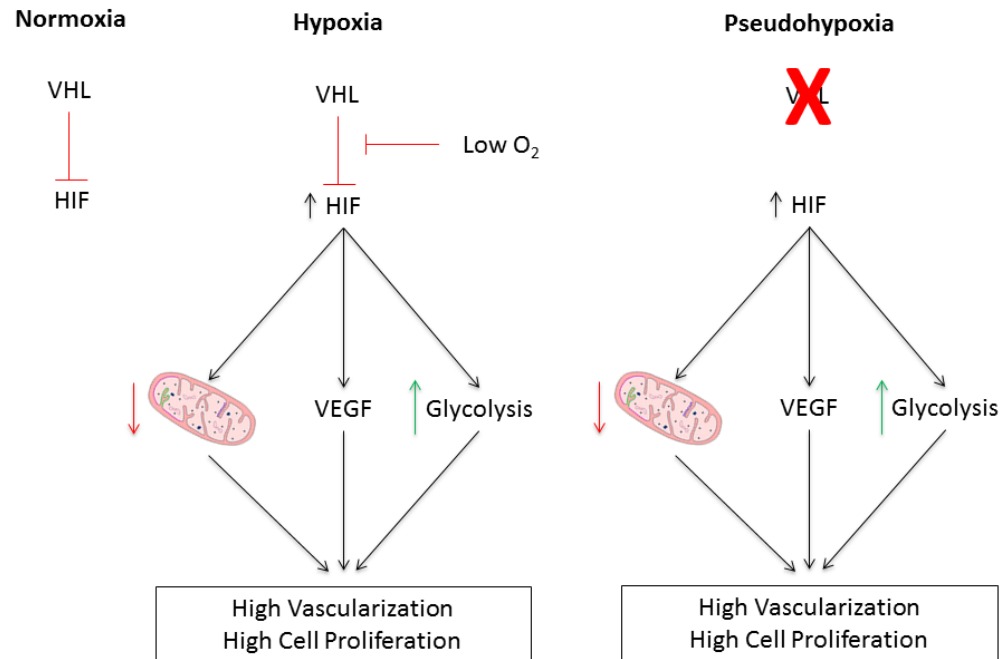 Normoxia
VHL
HIF
Hypoxia
VHL
Low O₂
HIF
VEGF
Glycolysis
High Vascularization
High Cell Proliferation
Pseudohypoxia
VHL
HIF
VEGF
Glycolysis
High Vascularization
High Cell Proliferation